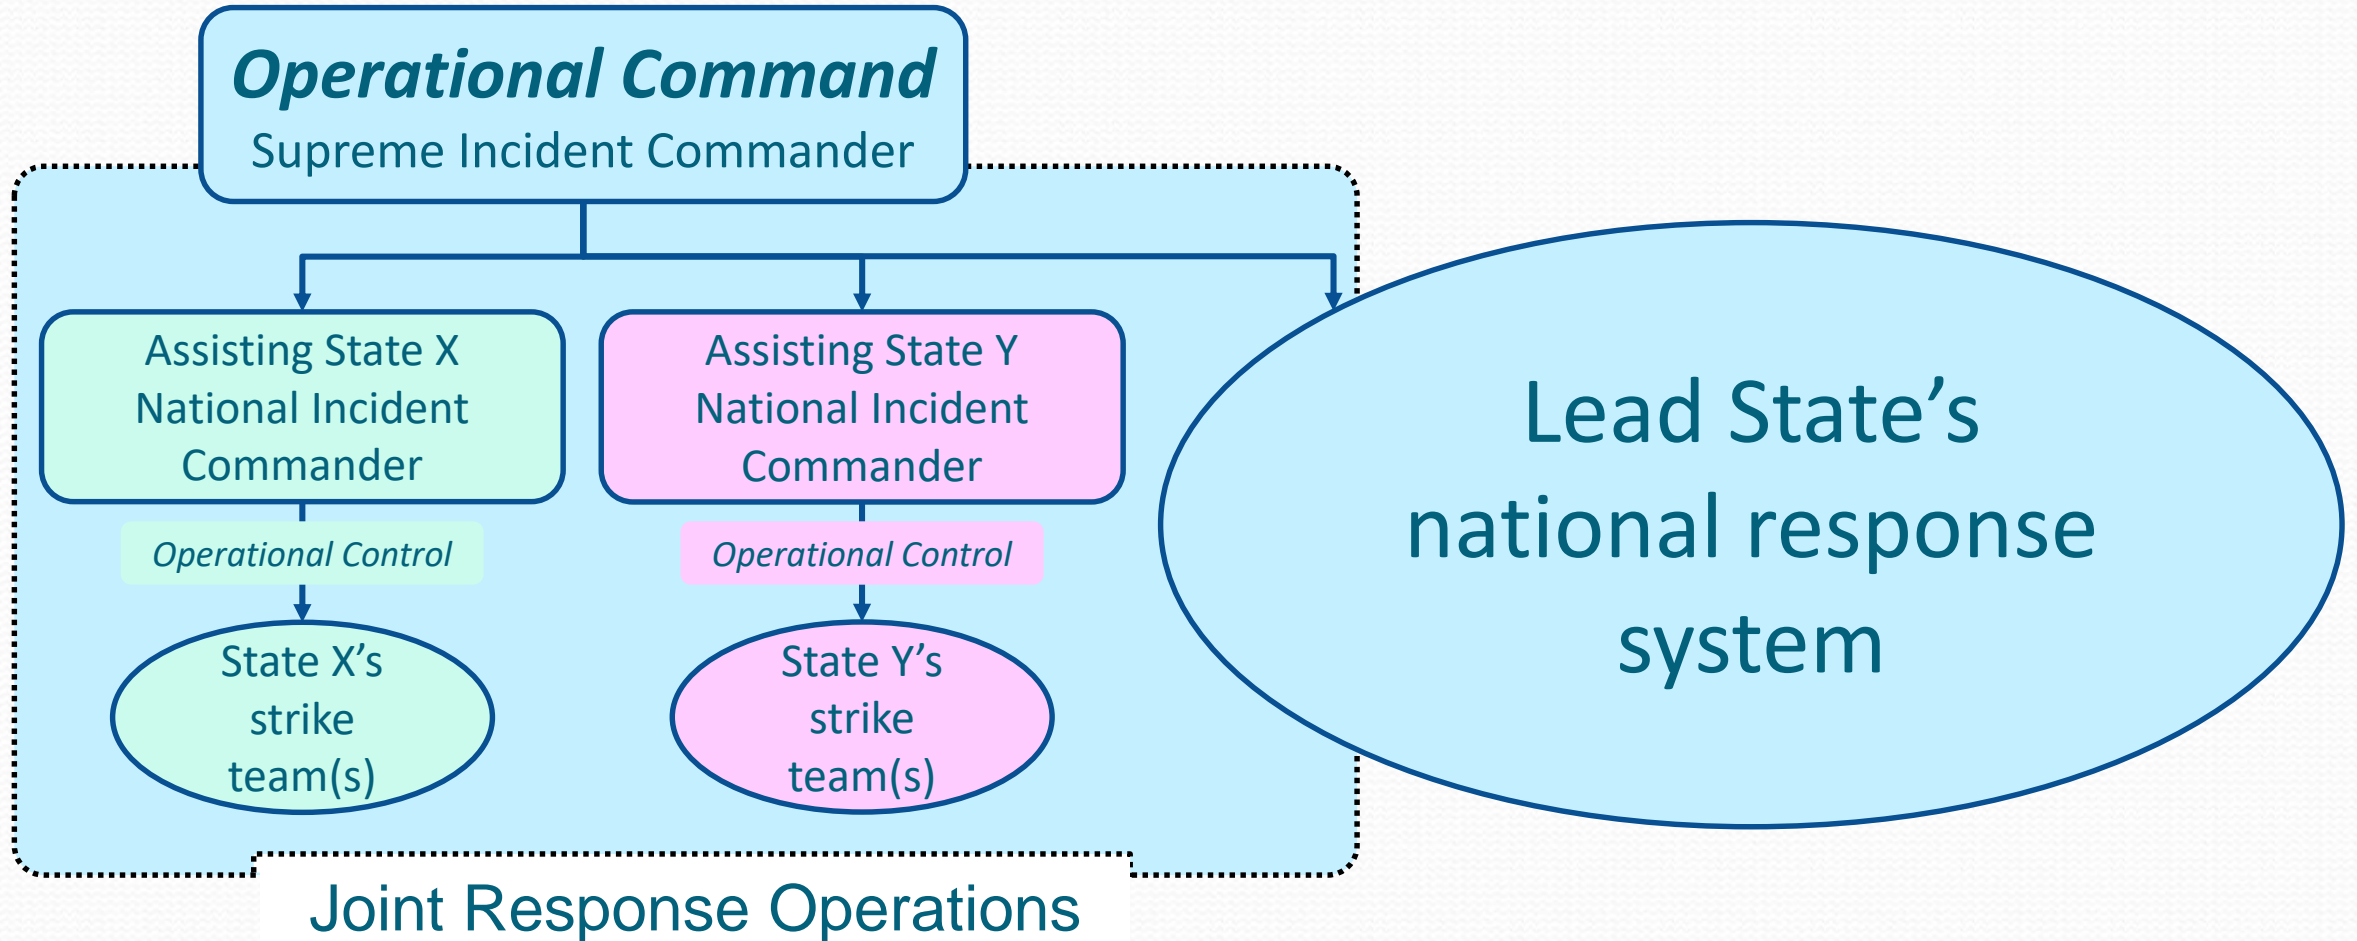 Operational Command
Supreme Incident Commander
Assisting State X
National Incident
Commander
Assisting State Y
National Incident
Commander
Operational Control
Operational Control
State X’s
strike
team(s)
State Y’s
strike
team(s)
Lead State’s
national response
system
Joint Response Operations